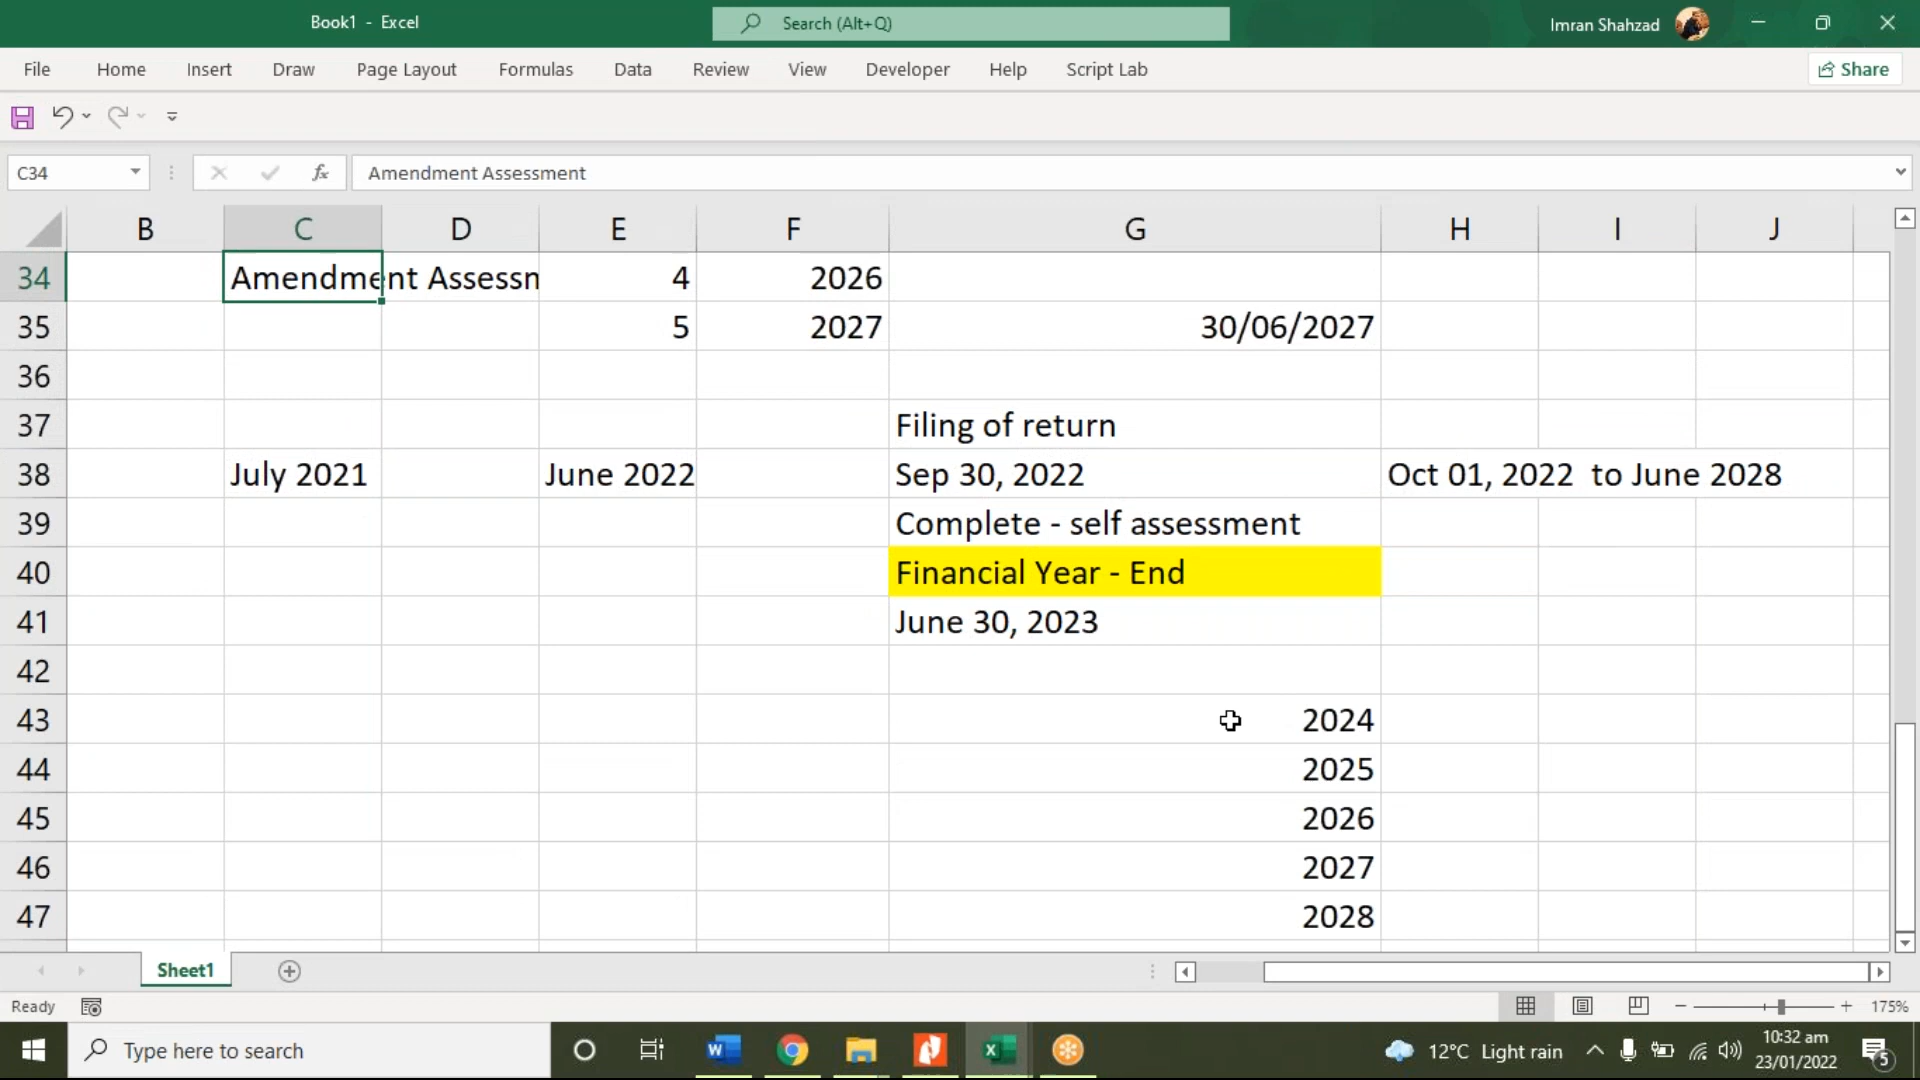 Book1 - Excel
Search (Alt+Q)
Imran Shahzad
File Home Insert Draw Page Layout Formulas Data Review View Developer Help Script Lab
Share
C34
fx
Amendment Assessment
B C D E F G H I J
34 Amendment Assessn 4 2026
35 5 2027 30/06/2027
36
37 Filing of return
38 July 2021 June 2022 Sep 30, 2022 Oct 01, 2022 to June 2028
39 Complete - self assessment
40 Financial Year - End
41 June 30, 2023
42
43 2024
44 2025
45 2026
46 2027
47 2028
Sheet1
Ready
175%
Type here to search
12°C Light rain
10:32 am
23/01/2022
5